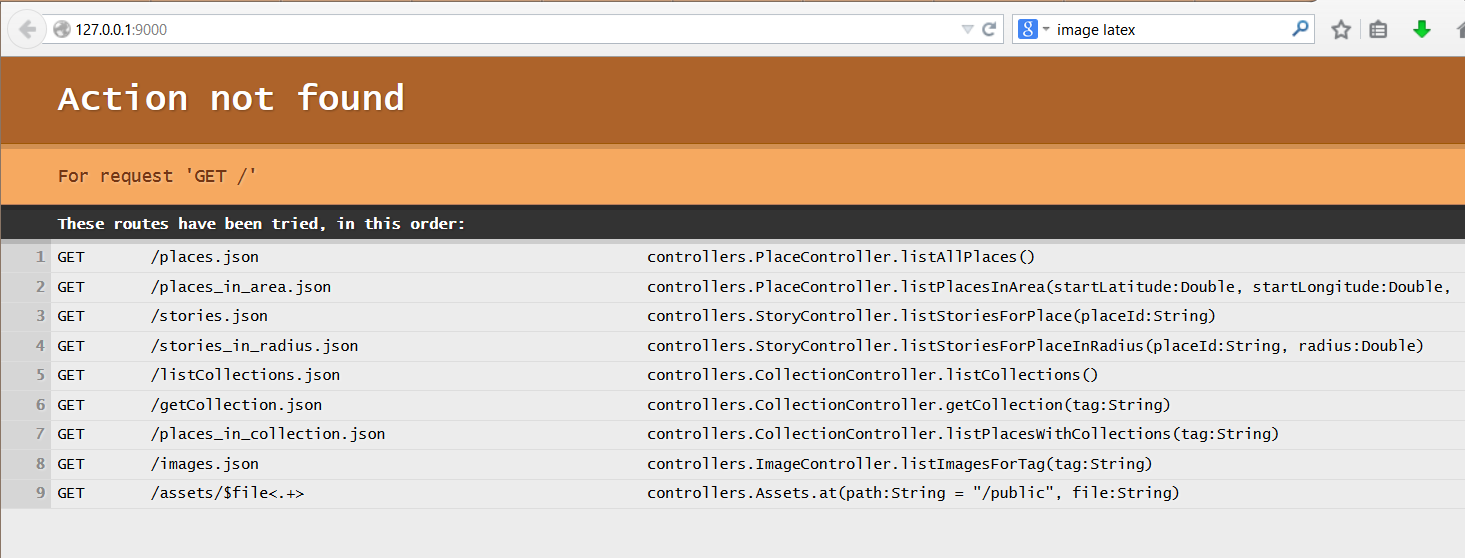 127.0.0.1:9000 image latex
Action not found
For request 'GET /'
These routes have been tried, in this order:
1 GET /places.json controllers.PlaceController.listAllPlaces()
2 GET /places_in_area.json controllers.PlaceController.listPlacesInArea(startLatitude:Double, startLongitude:Double,
3 GET /stories.json controllers.StoryController.listStoriesForPlace(placeId:String)
4 GET /stories_in_radius.json controllers.StoryController.listStoriesForPlaceInRadius(placeId:String, radius:Double)
5 GET /listCollections.json controllers.CollectionController.listCollections()
6 GET /getCollection.json controllers.CollectionController.getCollection(tag:String)
7 GET /places_in_collection.json controllers.CollectionController.listPlacesWithCollections(tag:String)
8 GET /images.json controllers.ImageController.listImagesForTag(tag:String)
9 GET /assets/$file<.+> controllers.Assets.at(path:String = "/public", file:String)